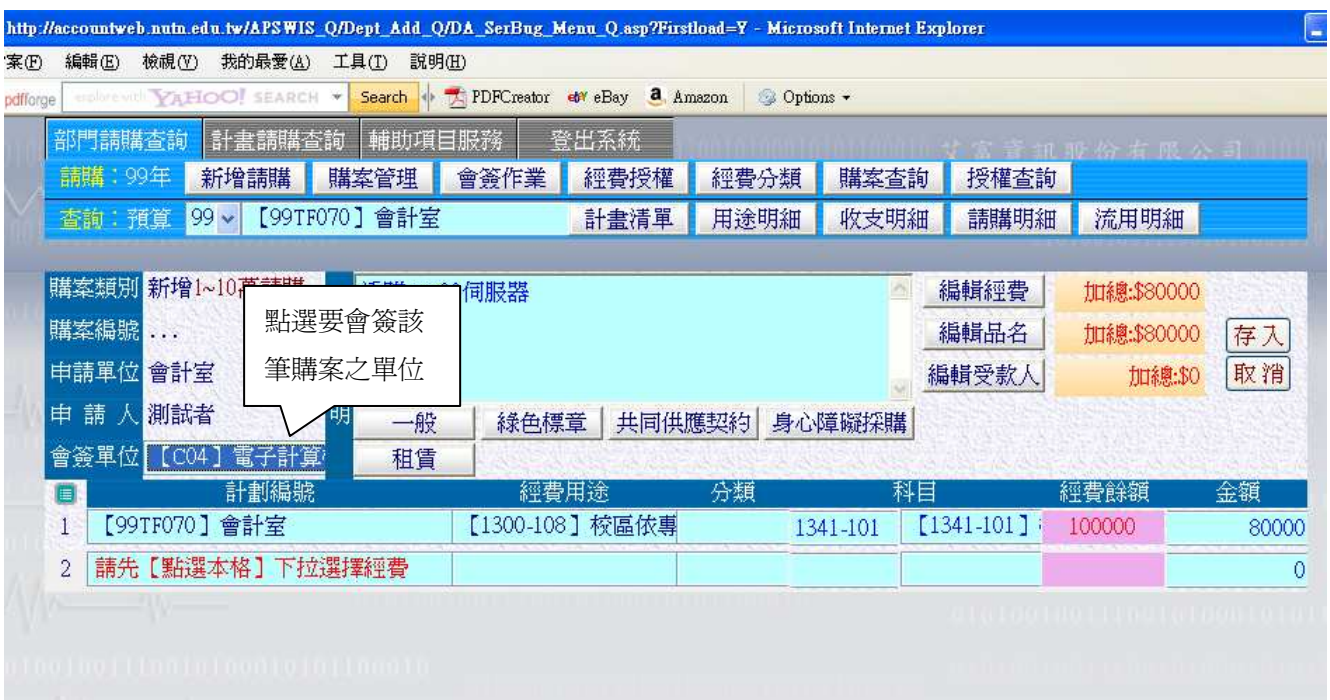 http://accountweb.nutn.edu.tw/APSWIS_Q/Dept_Add_Q/DA_SerBug_Menu_Q.asp?Firstload=Y - Microsoft Internet Explorer
案(F) 編輯(E) 檢視(V) 我的最愛(A) 工具(T) 說明(H)
pdfforge explore with YAHOO! SEARCH Search PDFCreator eBay Amazon Options
部門請購查詢 計畫請購查詢 輔助項目服務 登出系統
艾富資訊股份有限公司
請購：99年 新增請購 購案管理 會簽作業 經費授權 經費分類 購案查詢 授權查詢
查詢：預算 99 【99TF070】會計室 計畫清單 用途明細 收支明細 請購明細 流用明細
購案類別 新增1~10萬請購 伺服器 編輯經費 加總:$80000
點選要會簽該
筆購案之單位
購案編號 ... 編輯品名 加總:$80000 存入
申請單位 會計室 編輯受款人 加總:$0 取消
申 請 人 測試者 明 一般 綠色標章 共同供應契約 身心障礙採購
會簽單位 【C04】電子計算 租賃
計劃編號 經費用途 分類 科目 經費餘額 金額
1 【99TF070】會計室 【1300-108】校區依專 1341-101 【1341-101】 100000 80000
2 請先【點選本格】下拉選擇經費 0